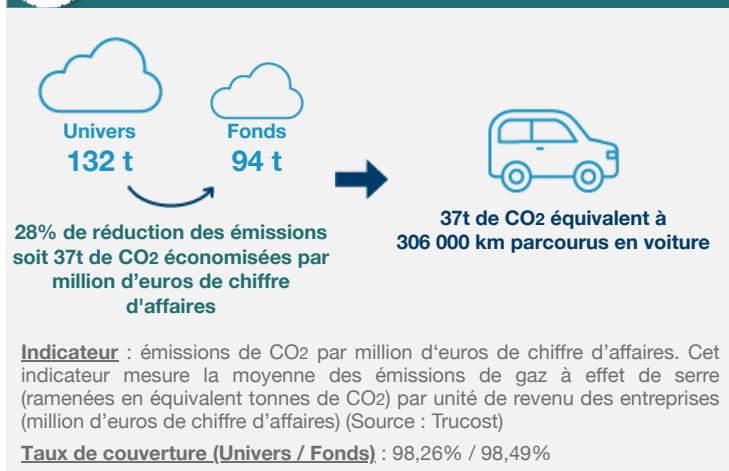 Univers
Fonds
132 t
94 t
28% de réduction des émissions
soit 37t de CO2 économisées par
million d’euros de chiffre
d'affaires
37t de CO2 équivalent à
306 000 km parcourus en voiture
Indicateur : émissions de CO2 par million d‘euros de chiffre d’affaires. Cet
indicateur mesure la moyenne des émissions de gaz à effet de serre
(ramenées en équivalent tonnes de CO2) par unité de revenu des entreprises
(million d’euros de chiffre d’affaires) (Source : Trucost)
Taux de couverture (Univers / Fonds) : 98,26% / 98,49%